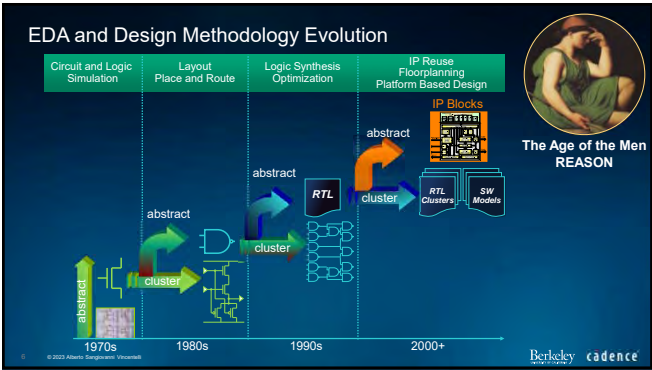 EDA and Design Methodology Evolution
Circuit and Logic
Simulation
Layout
Place and Route
Logic Synthesis
Optimization
IP Reuse
Floorplanning
Platform Based Design
IP Blocks
The Age of the Men
REASON
abstract
abstract
RTL
cluster
RTL
Clusters
SW
Models
abstract
cluster
abstract
cluster
1970s
1980s
1990s
2000+
6
© 2023 Alberto Sangiovanni Vincentelli
Berkeley
cadence